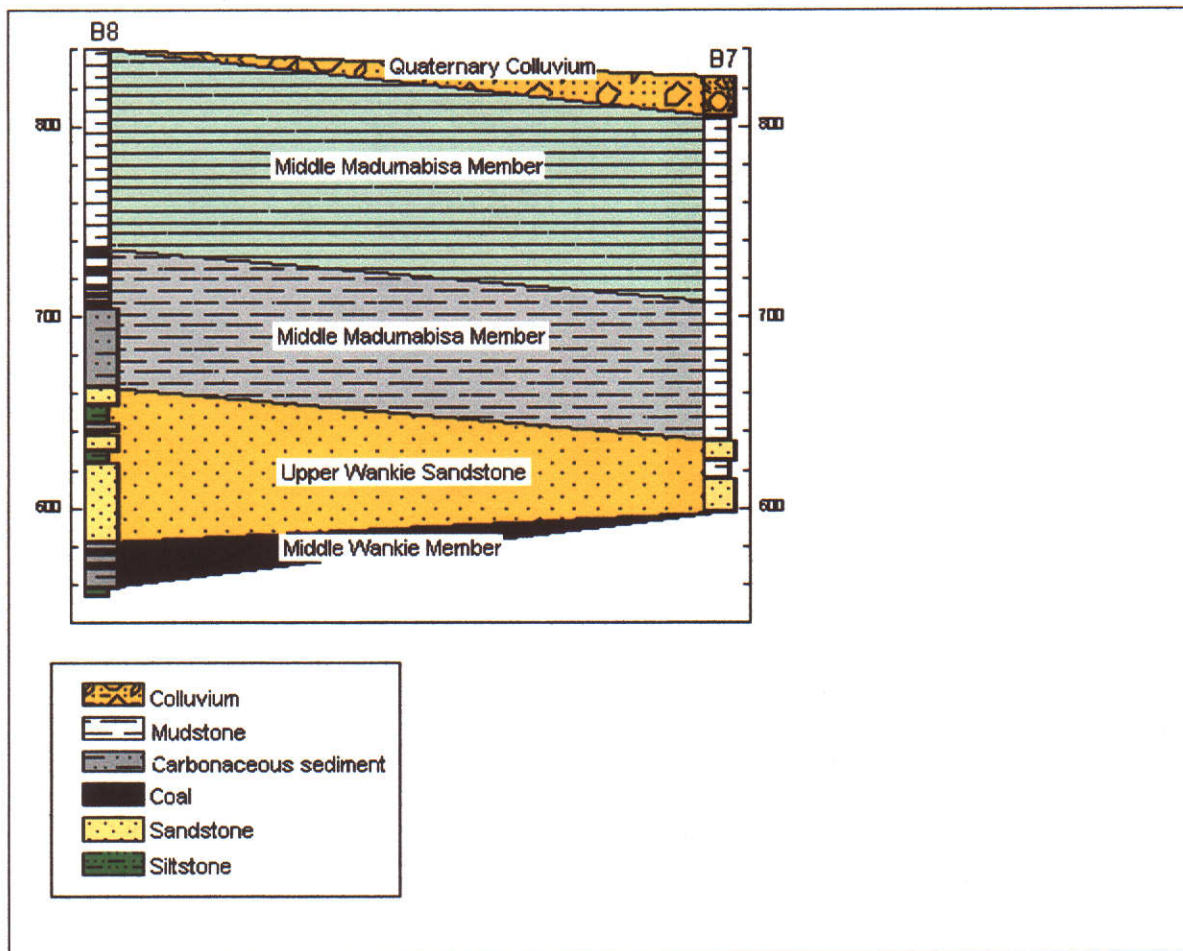 B8
B7
Quaternary Colluvium
800
800
Middle Madumabisa Member
700
700
Middle Madumabisa Member
Upper Wankie Sandstone
600
600
Middle Wankie Member
Colluvium
Mudstone
Carbonaceous sediment
Coal
Sandstone
Siltstone